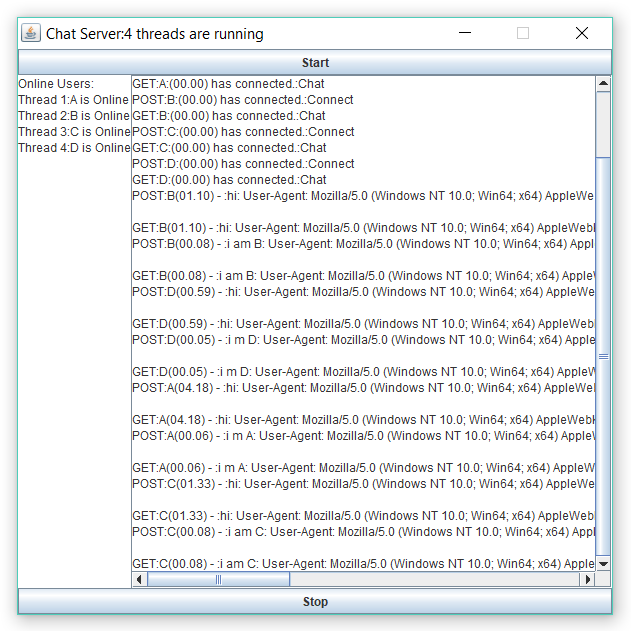 Chat Server:4 threads are running
Start
Online Users:
Thread 1:A is Online
Thread 2:B is Online
Thread 3:C is Online
Thread 4:D is Online
GET:A:(00.00) has connected.:Chat
POST:B:(00.00) has connected.:Connect
GET:B:(00.00) has connected.:Chat
POST:C:(00.00) has connected.:Connect
GET:C:(00.00) has connected.:Chat
POST:D:(00.00) has connected.:Connect
GET:D:(00.00) has connected.:Chat
POST:B(01.10) - :hi: User-Agent: Mozilla/5.0 (Windows NT 10.0; Win64; x64) AppleWe
GET:B(01.10) - :hi: User-Agent: Mozilla/5.0 (Windows NT 10.0; Win64; x64) AppleWebl
POST:B(00.08) - :i am B: User-Agent: Mozilla/5.0 (Windows NT 10.0; Win64; x64) Appl
GET:B(00.08) - :i am B: User-Agent: Mozilla/5.0 (Windows NT 10.0; Win64; x64) Apple
POST:D(00.59) - :hi: User-Agent: Mozilla/5.0 (Windows NT 10.0; Win64; x64) AppleWe
GET:D(00.59) - :hi: User-Agent: Mozilla/5.0 (Windows NT 10.0; Win64; x64) AppleWeb
POST:D(00.05) - :i m D: User-Agent: Mozilla/5.0 (Windows NT 10.0; Win64; x64) Apple
GET:D(00.05) - :i m D: User-Agent: Mozilla/5.0 (Windows NT 10.0; Win64; x64) AppleW
POST:A(04.18) - :hi: User-Agent: Mozilla/5.0 (Windows NT 10.0; Win64; x64) AppleWe
GET:A(04.18) - :hi: User-Agent: Mozilla/5.0 (Windows NT 10.0; Win64; x64) AppleWeb
POST:A(00.06) - :i m A: User-Agent: Mozilla/5.0 (Windows NT 10.0; Win64; x64) Apple
GET:A(00.06) - :i m A: User-Agent: Mozilla/5.0 (Windows NT 10.0; Win64; x64) AppleW
POST:C(01.33) - :hi: User-Agent: Mozilla/5.0 (Windows NT 10.0; Win64; x64) AppleWe
GET:C(01.33) - :hi: User-Agent: Mozilla/5.0 (Windows NT 10.0; Win64; x64) AppleWeb
POST:C(00.08) - :i am C: User-Agent: Mozilla/5.0 (Windows NT 10.0; Win64; x64) Appl
GET:C(00.08) - :i am C: User-Agent: Mozilla/5.0 (Windows NT 10.0; Win64; x64) Apple
Stop